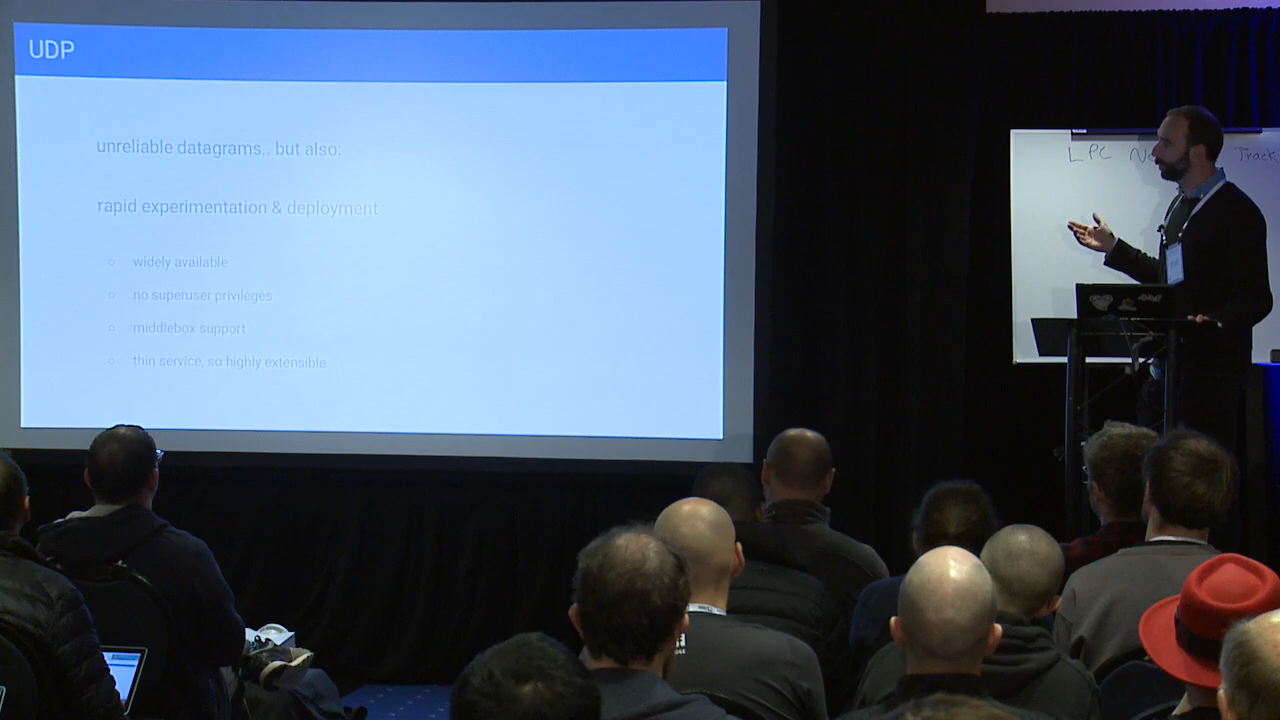 UDP
unreliable datagrams.. but also:
rapid experimentation & deployment
widely available
no superuser privileges
middlebox support
thin service, so highly extensible
LPC
Track